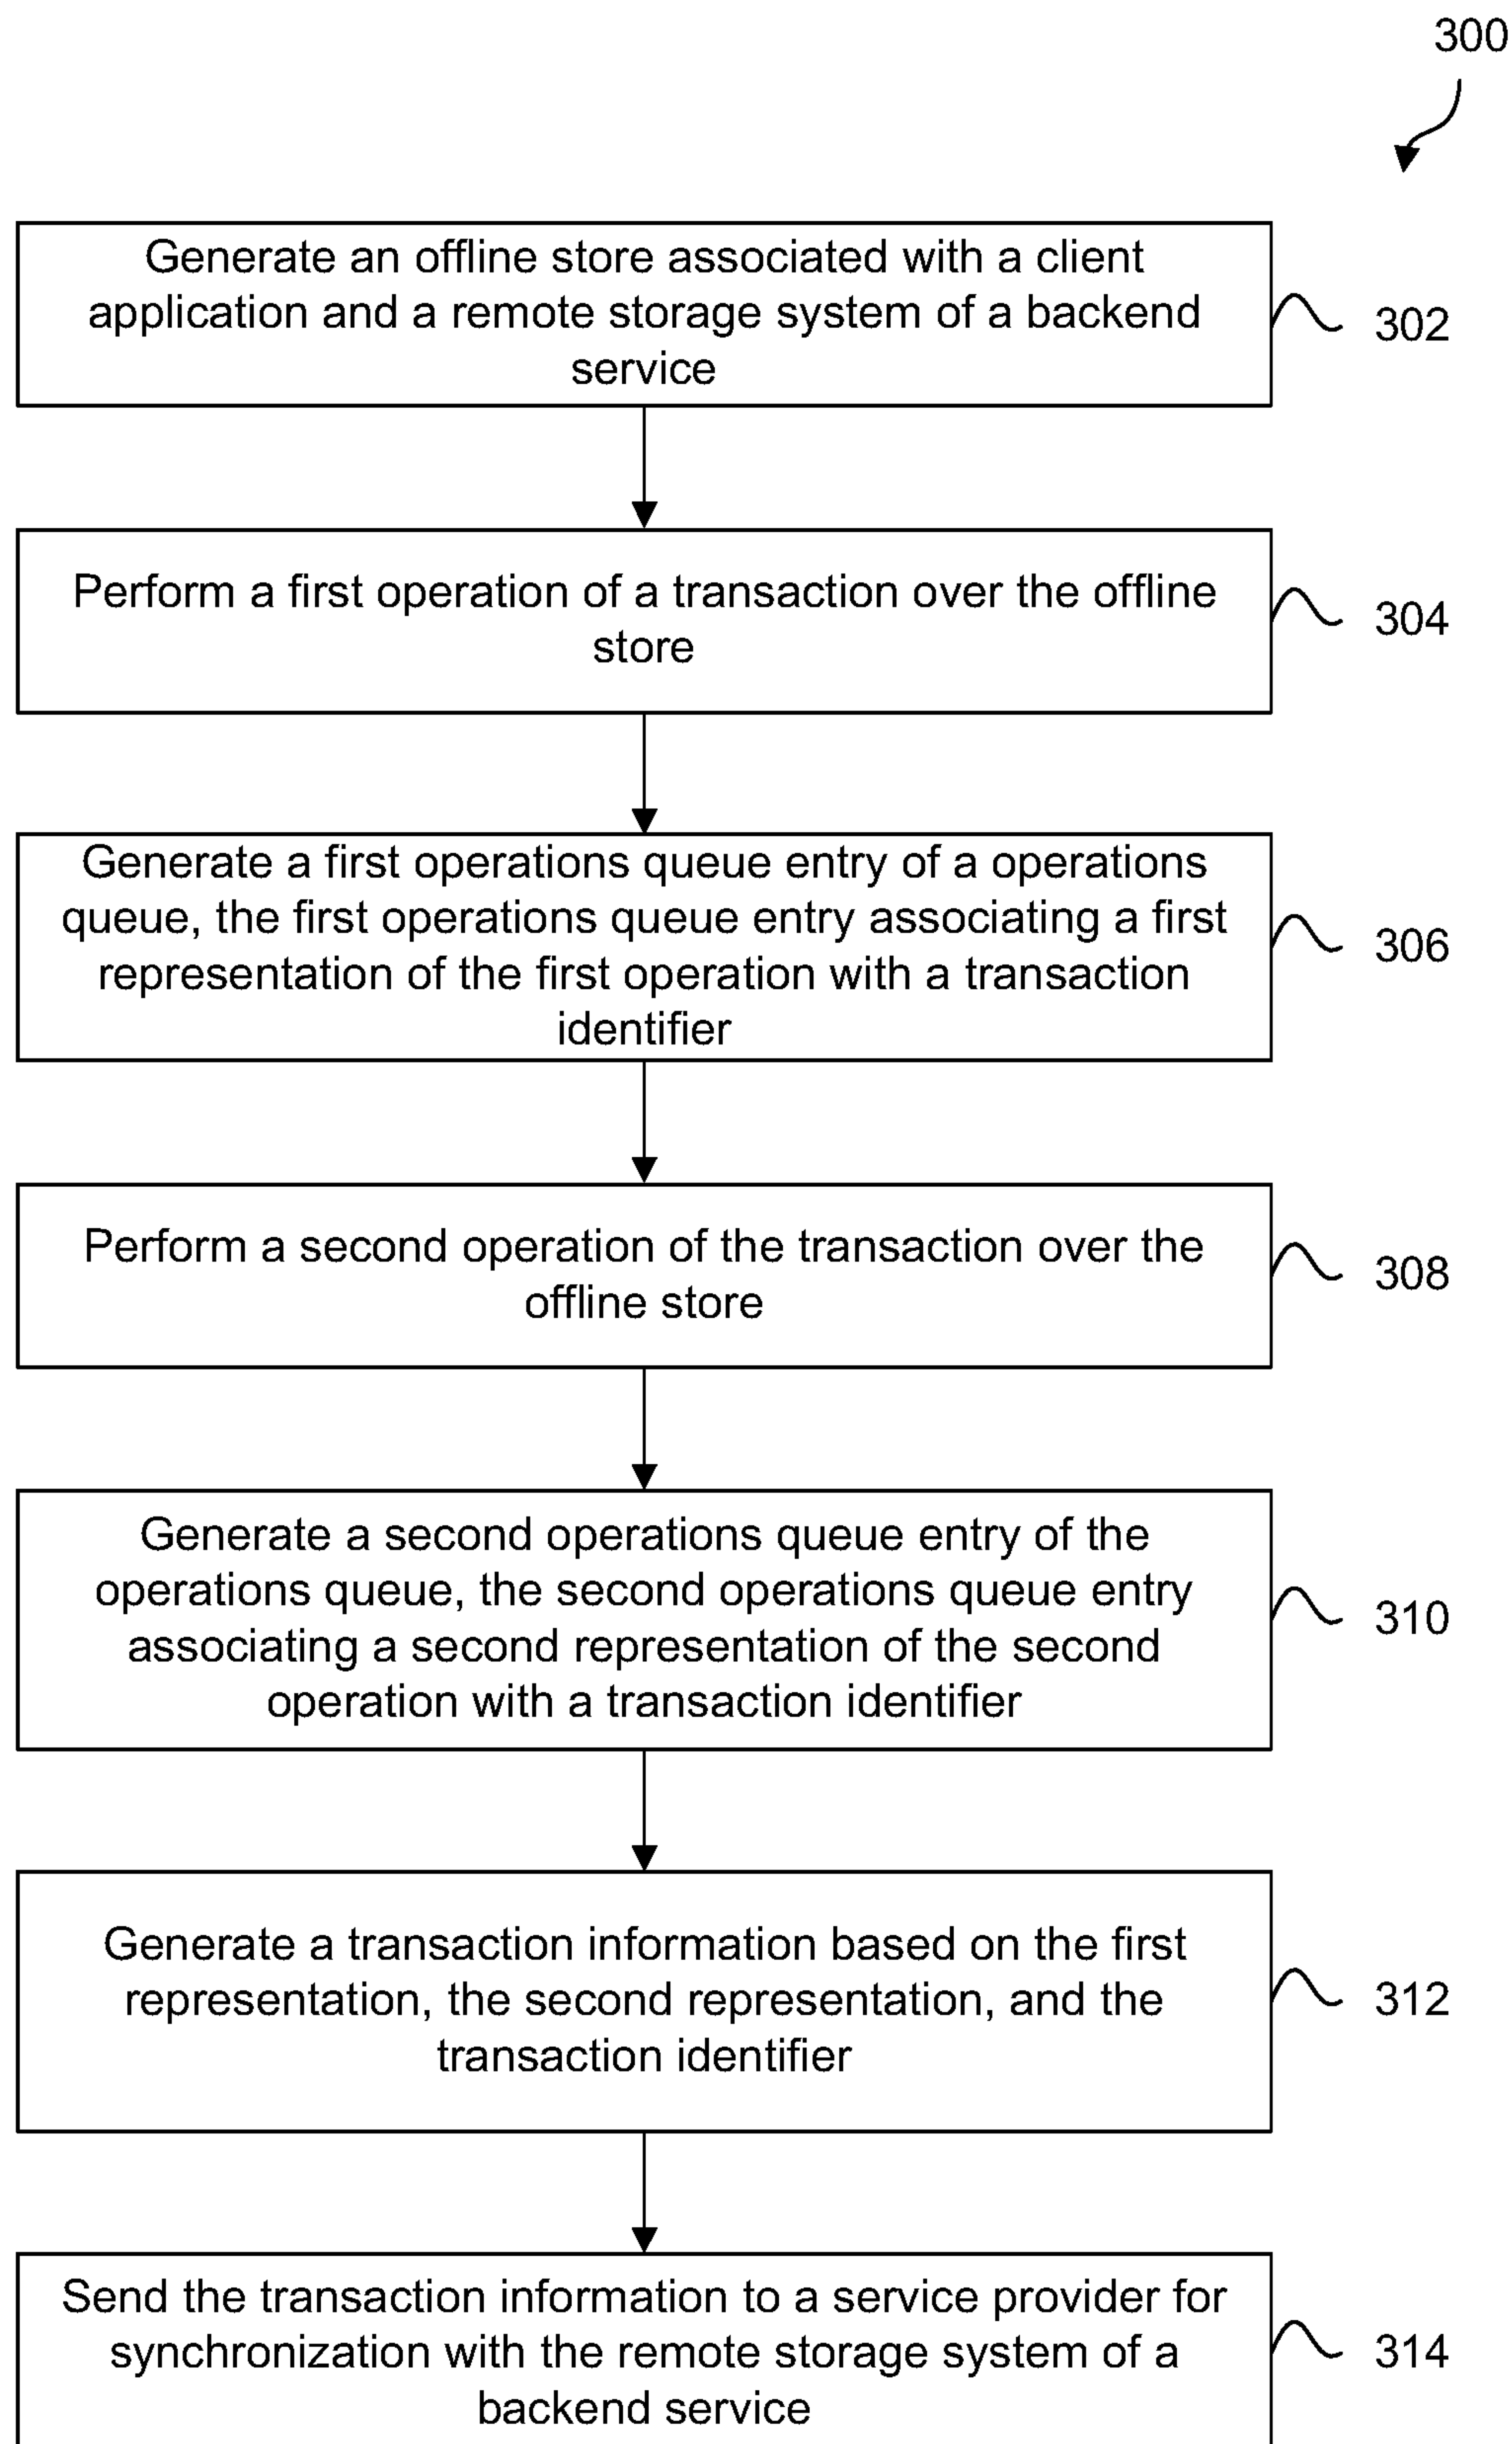 300
Generate an offline store associated with a client
application and a remote storage system of a backend
service
302
Perform a first operation of a transaction over the offline
store
304
Generate a first operations queue entry of a operations
queue, the first operations queue entry associating a first
representation of the first operation with a transaction
identifier
306
Perform a second operation of the transaction over the
offline store
308
Generate a second operations queue entry of the
operations queue, the second operations queue entry
associating a second representation of the second
operation with a transaction identifier
310
Generate a transaction information based on the first
representation, the second representation, and the
transaction identifier
312
Send the transaction information to a service provider for
synchronization with the remote storage system of a
backend service
314